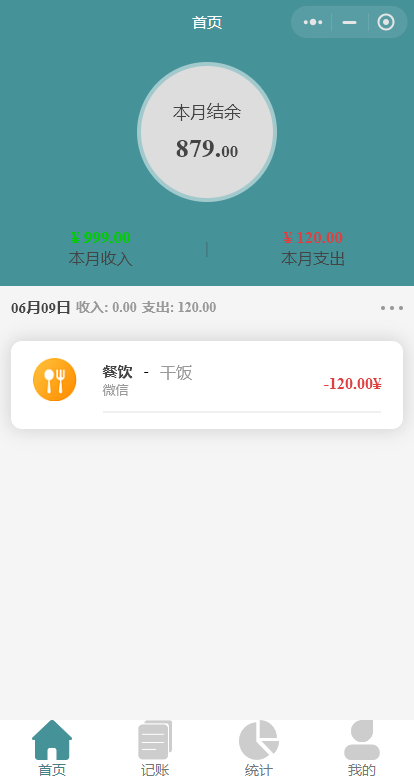 首页
本月结余
879.00
¥ 999.00
¥ 120.00
本月收入
|
本月支出
06月09日 收入: 0.00 支出: 120.00
餐饮 - 干饭
微信
-120.00¥
首页 记账 统计 我的